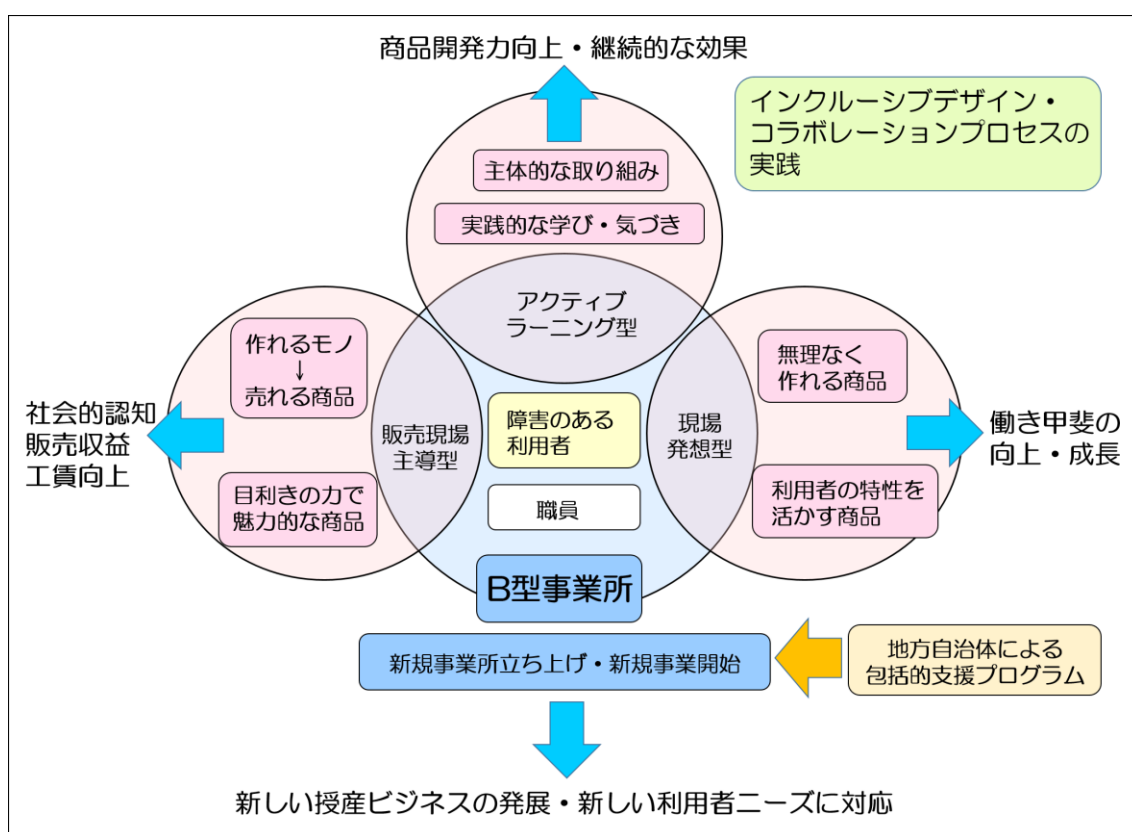 商品開発力向上・継続的な効果
インクルーシブデザイン・
コラボレーションプロセスの
実践
主体的な取り組み
実践的な学び・気づき
アクティブ
ラーニング型
作れるモノ
↓
売れる商品
無理なく
作れる商品
社会的認知
販売収益
工賃向上
販売現場
主導型
障害のある
利用者
現場
発想型
働き甲斐の
向上・成長
目利きの力で
魅力的な商品
職員
利用者の特性を
活かす商品
B型事業所
新規事業所立ち上げ・新規事業開始
地方自治体による
包括的支援プログラム
新しい授産ビジネスの発展・新しい利用者ニーズに対応